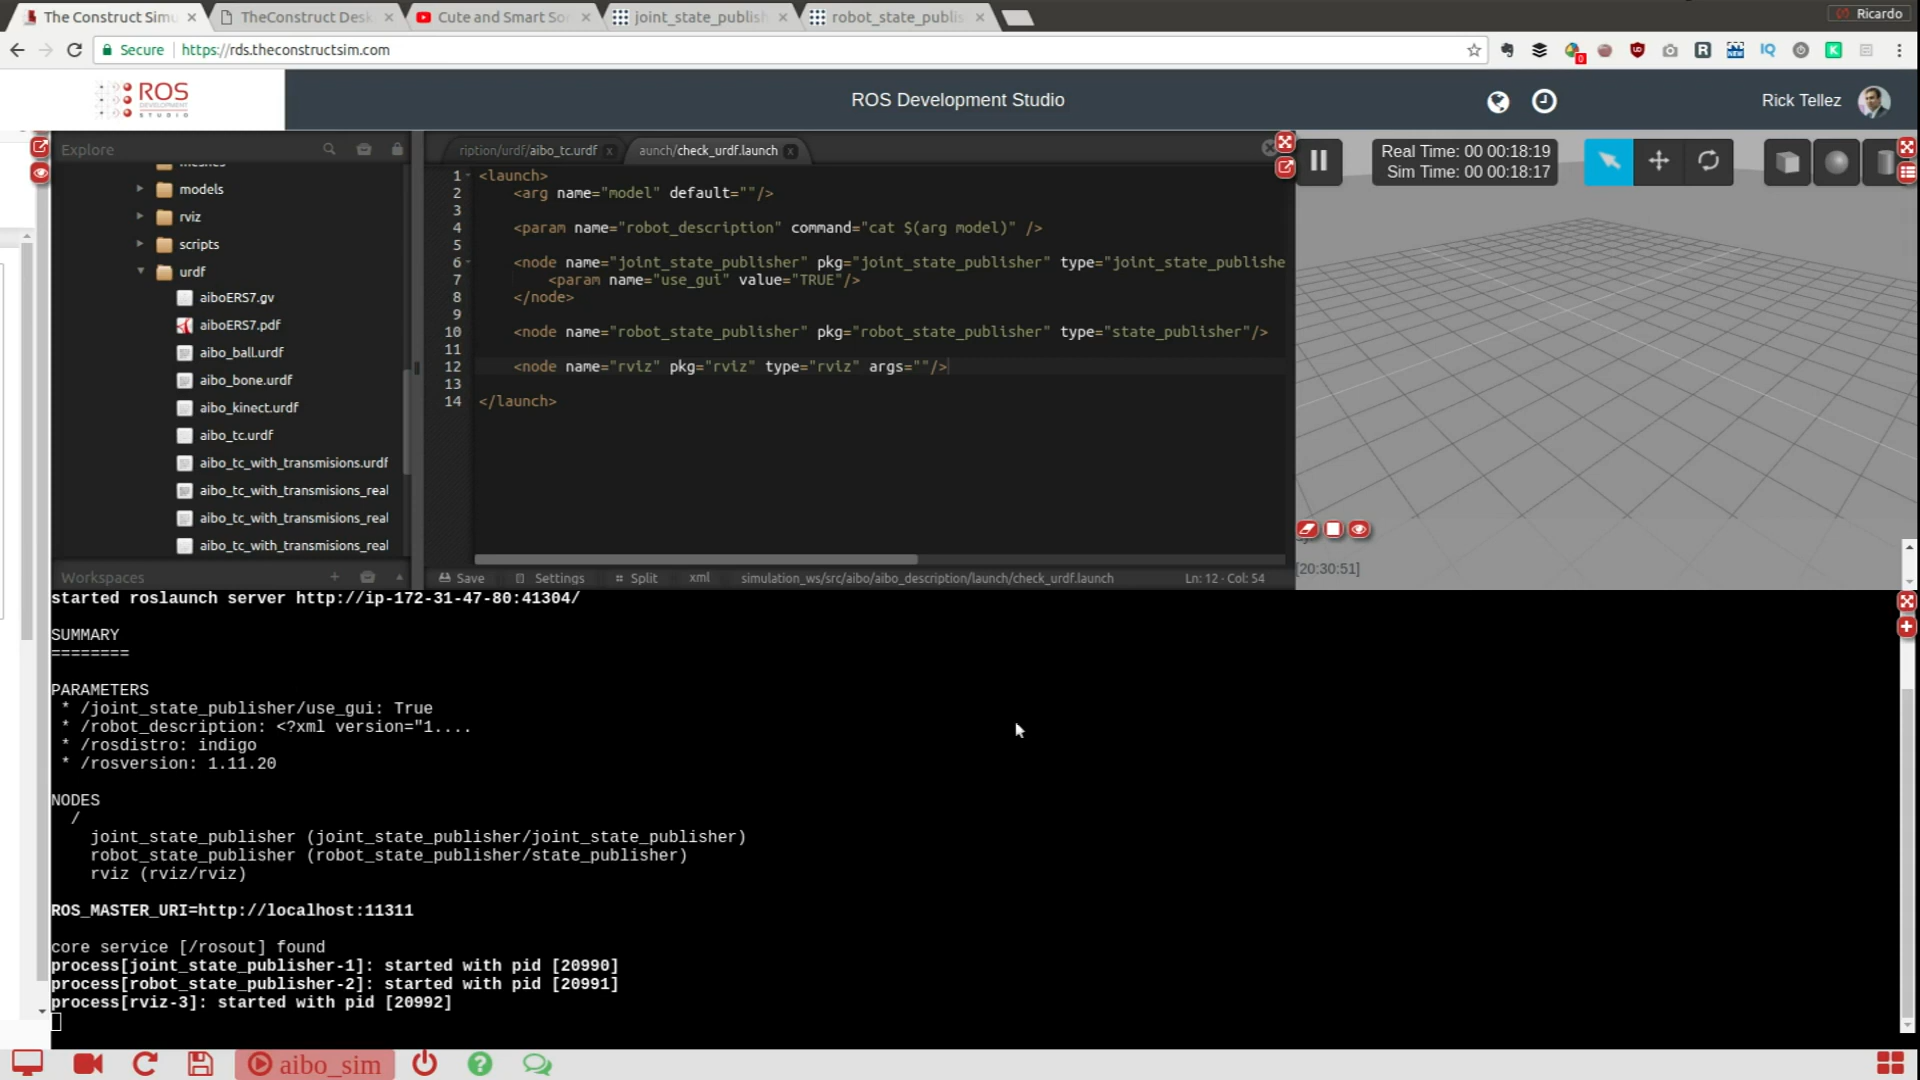 The Construct Simu
TheConstruct Desk
Cute and Smart Son
joint_state_publish
robot_state_publis
Ricardo
Secure
https://rds.theconstructsim.com
IQ
ROS
DEVELOPMENT
STUDIO
ROS Development Studio
Rick Tellez
Explore
meshes
models
rviz
scripts
urdf
aiboERS7.gv
aiboERS7.pdf
aibo_ball.urdf
aibo_bone.urdf
aibo_kinect.urdf
aibo_tc.urdf
aibo_tc_with_transmisions.urdf
aibo_tc_with_transmisions_real
aibo_tc_with_transmisions_real
aibo_tc_with_transmisions_real
Workspaces
ription/urdf/aibo_tc.urdf
aunch/check_urdf.launch
1 <launch>
2 <arg name="model" default=""/>
3
4 <param name="robot_description" command="cat $(arg model)" />
5
6 <node name="joint_state_publisher" pkg="joint_state_publisher" type="joint_state_publishe
7 <param name="use_gui" value="TRUE"/>
8 </node>
9
10 <node name="robot_state_publisher" pkg="robot_state_publisher" type="state_publisher"/>
11
12 <node name="rviz" pkg="rviz" type="rviz" args=""/>
13
14 </launch>
Save
Settings
Split
xml
simulation_ws/src/aibo/aibo_description/launch/check_urdf.launch
Ln: 12 · Col: 54
Real Time: 00 00:18:19
Sim Time: 00 00:18:17
[20:30:51]
started roslaunch server http://ip-172-31-47-80:41304/
SUMMARY
========
PARAMETERS
* /joint_state_publisher/use_gui: True
* /robot_description: <?xml version="1....
* /rosdistro: indigo
* /rosversion: 1.11.20
NODES
/
joint_state_publisher (joint_state_publisher/joint_state_publisher)
robot_state_publisher (robot_state_publisher/state_publisher)
rviz (rviz/rviz)
ROS_MASTER_URI=http://localhost:11311
core service [/rosout] found
process[joint_state_publisher-1]: started with pid [20990]
process[robot_state_publisher-2]: started with pid [20991]
process[rviz-3]: started with pid [20992]
aibo_sim